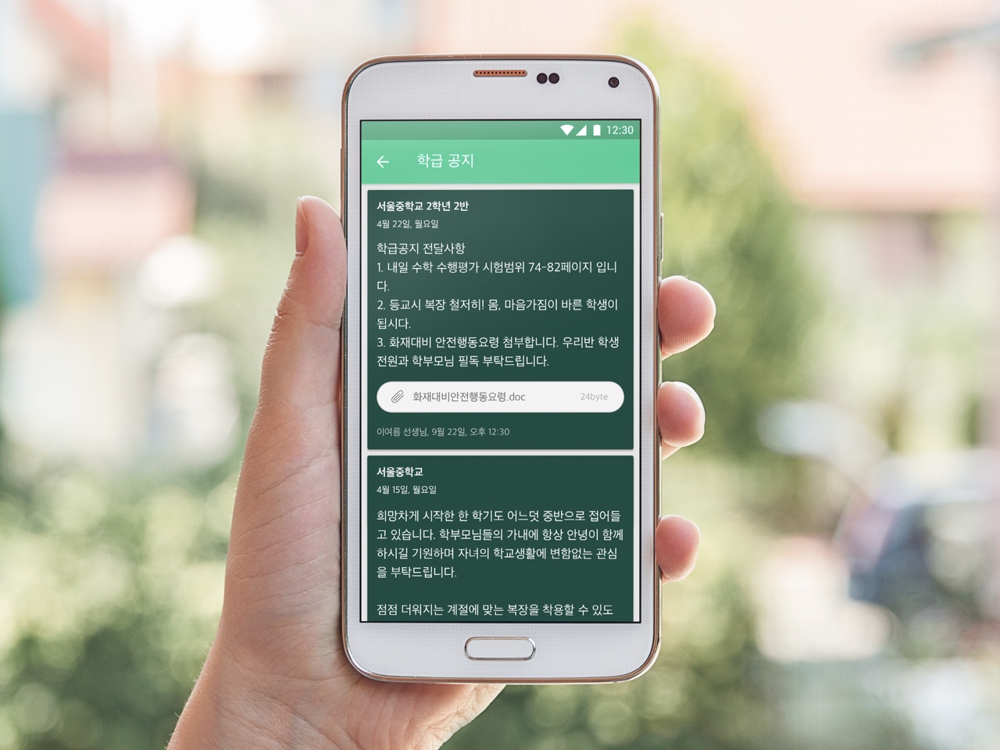 12:30
학급 공지
서울중학교 2학년 2반
4월 22일, 월요일
학급공지 전달사항
1. 내일 수학 수행평가 시험범위 74-82페이지 입니
다.
2. 등교시 복장 철저히! 몸, 마음가짐이 바른 학생이
됩시다.
3. 화재대비 안전행동요령 첨부합니다. 우리반 학생
전원과 학부모님 필독 부탁드립니다.
화재대비안전행동요령.doc 24byte
이여름 선생님, 9월 22일, 오후 12:30
서울중학교
4월 15일, 월요일
희망차게 시작한 한 학기도 어느덧 중반으로 접어들
고 있습니다. 학부모님들의 가내에 항상 안녕이 함께
하시길 기원하며 자녀의 학교생활에 변함없는 관심
을 부탁드립니다.
점점 더워지는 계절에 맞는 복장을 착용할 수 있도